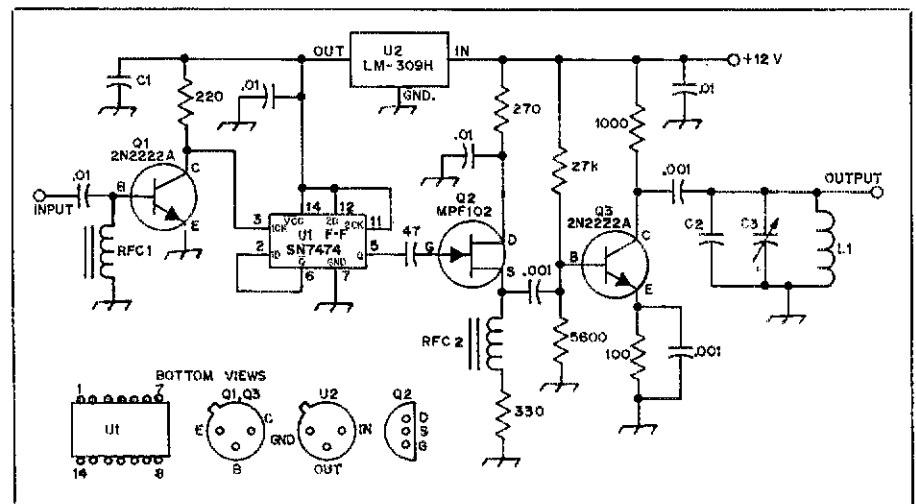 OUT
U2
LM-309H
IN
GND.
+12 V
C1
.01
220
270
.01
1000
Q1
2N2222A
.01
27k
.01
C
Q2
MPF102
Q3
2N2222A
.001
OUTPUT
B
INPUT
E
RFC1
14
12
VCC
2D
3
1CK
2CK
11
U1
F-F
SN7474
2
1D
Q̅
GND
Q
5
6
7
47
G
D
S
.001
B
C
E
C2
C3
L1
RFC 2
5600
100
.001
330
BOTTOM VIEWS
1
7
U1
14
8
Q1, Q3
E
C
B
U2
GND
IN
OUT
Q2
D
S
G